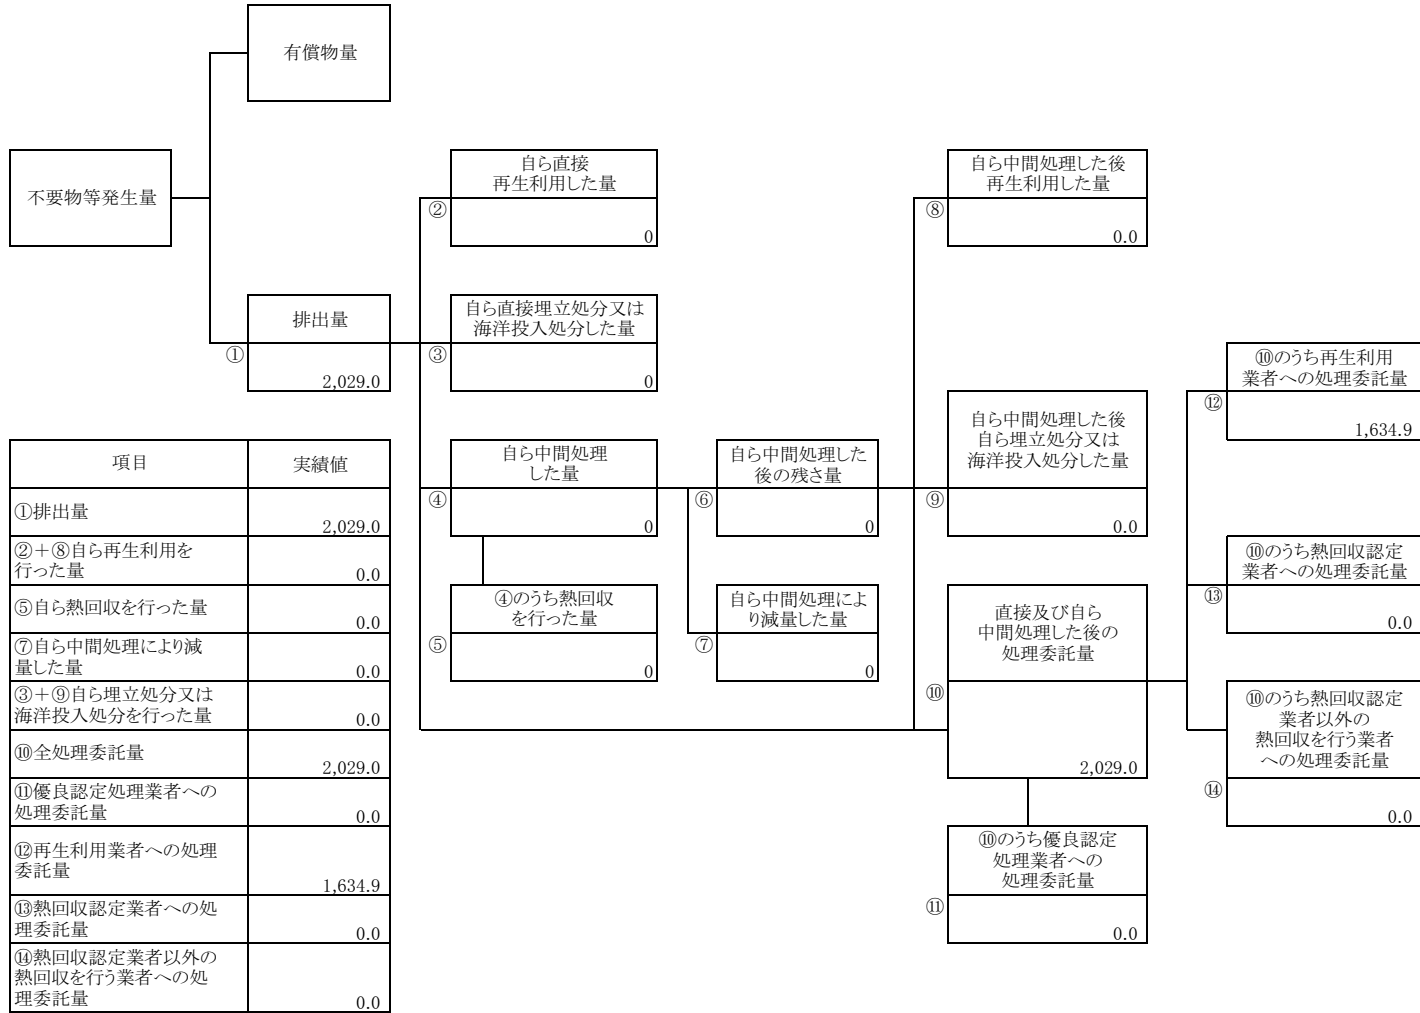 有償物量
不要物等発生量
自ら直接
再生利用した量
②
0
自ら中間処理した後
再生利用した量
⑧
0.0
排出量
①
2,029.0
自ら直接埋立処分又は
海洋投入処分した量
③
0
⑩のうち再生利用
業者への処理委託量
⑫
1,634.9
自ら中間処理
した量
④
0
自ら中間処理した
後の残さ量
⑥
0
自ら中間処理した後
自ら埋立処分又は
海洋投入処分した量
⑨
0.0
⑩のうち熱回収認定
業者への処理委託量
⑬
0.0
④のうち熱回収
を行った量
⑤
0
自ら中間処理によ
り減量した量
⑦
0
直接及び自ら
中間処理した後の
処理委託量
⑩
2,029.0
⑩のうち熱回収認定
業者以外の
熱回収を行う業者
への処理委託量
⑭
0.0
⑩のうち優良認定
処理業者への
処理委託量
⑪
0.0
項目 実績値
①排出量
2,029.0
②＋⑧自ら再生利用を
行った量
0.0
⑤自ら熱回収を行った量
0.0
⑦自ら中間処理により減
量した量
0.0
③＋⑨自ら埋立処分又は
海洋投入処分を行った量
0.0
⑩全処理委託量
2,029.0
⑪優良認定処理業者への
処理委託量
0.0
⑫再生利用業者への処理
委託量
1,634.9
⑬熱回収認定業者への処
理委託量
0.0
⑭熱回収認定業者以外の
熱回収を行う業者への処
理委託量
0.0